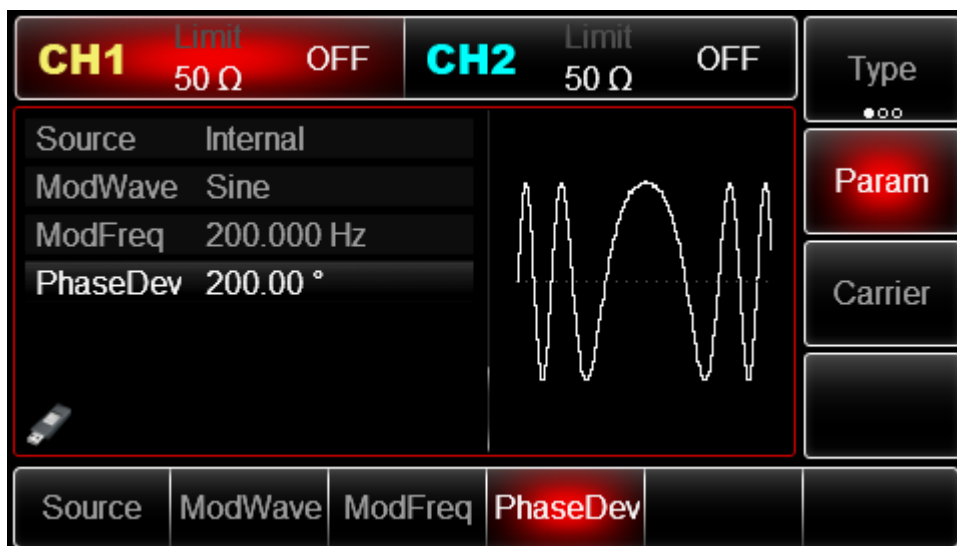 CH1 Limit 50 Ω OFF
CH2 Limit 50 Ω OFF
Type
Source Internal
ModWave Sine
ModFreq 200.000 Hz
PhaseDev 200.00 °
Param
Carrier
Source ModWave ModFreq PhaseDev